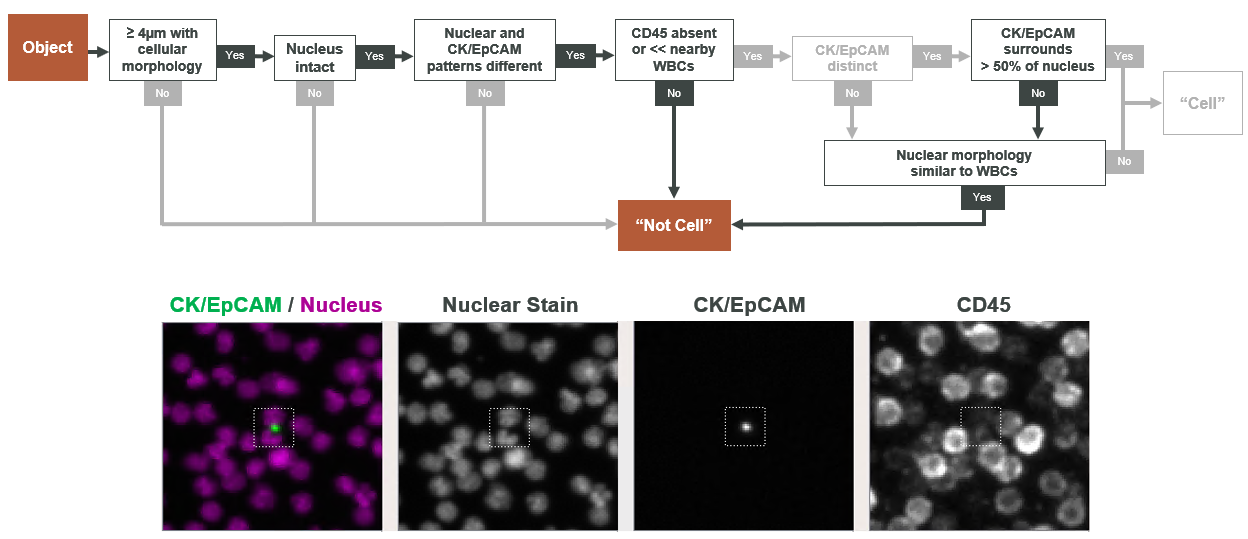 Object
≥ 4µm with
cellular
morphology
Yes
No
Nucleus
intact
Yes
No
Nuclear and
CK/EpCAM
patterns different
Yes
No
CD45 absent
or << nearby
WBCs
Yes
No
CK/EpCAM
distinct
Yes
No
CK/EpCAM
surrounds
> 50% of nucleus
Yes
No
“Cell”
Nuclear morphology
similar to WBCs
No
Yes
“Not Cell”
CK/EpCAM / Nucleus
Nuclear Stain
CK/EpCAM
CD45